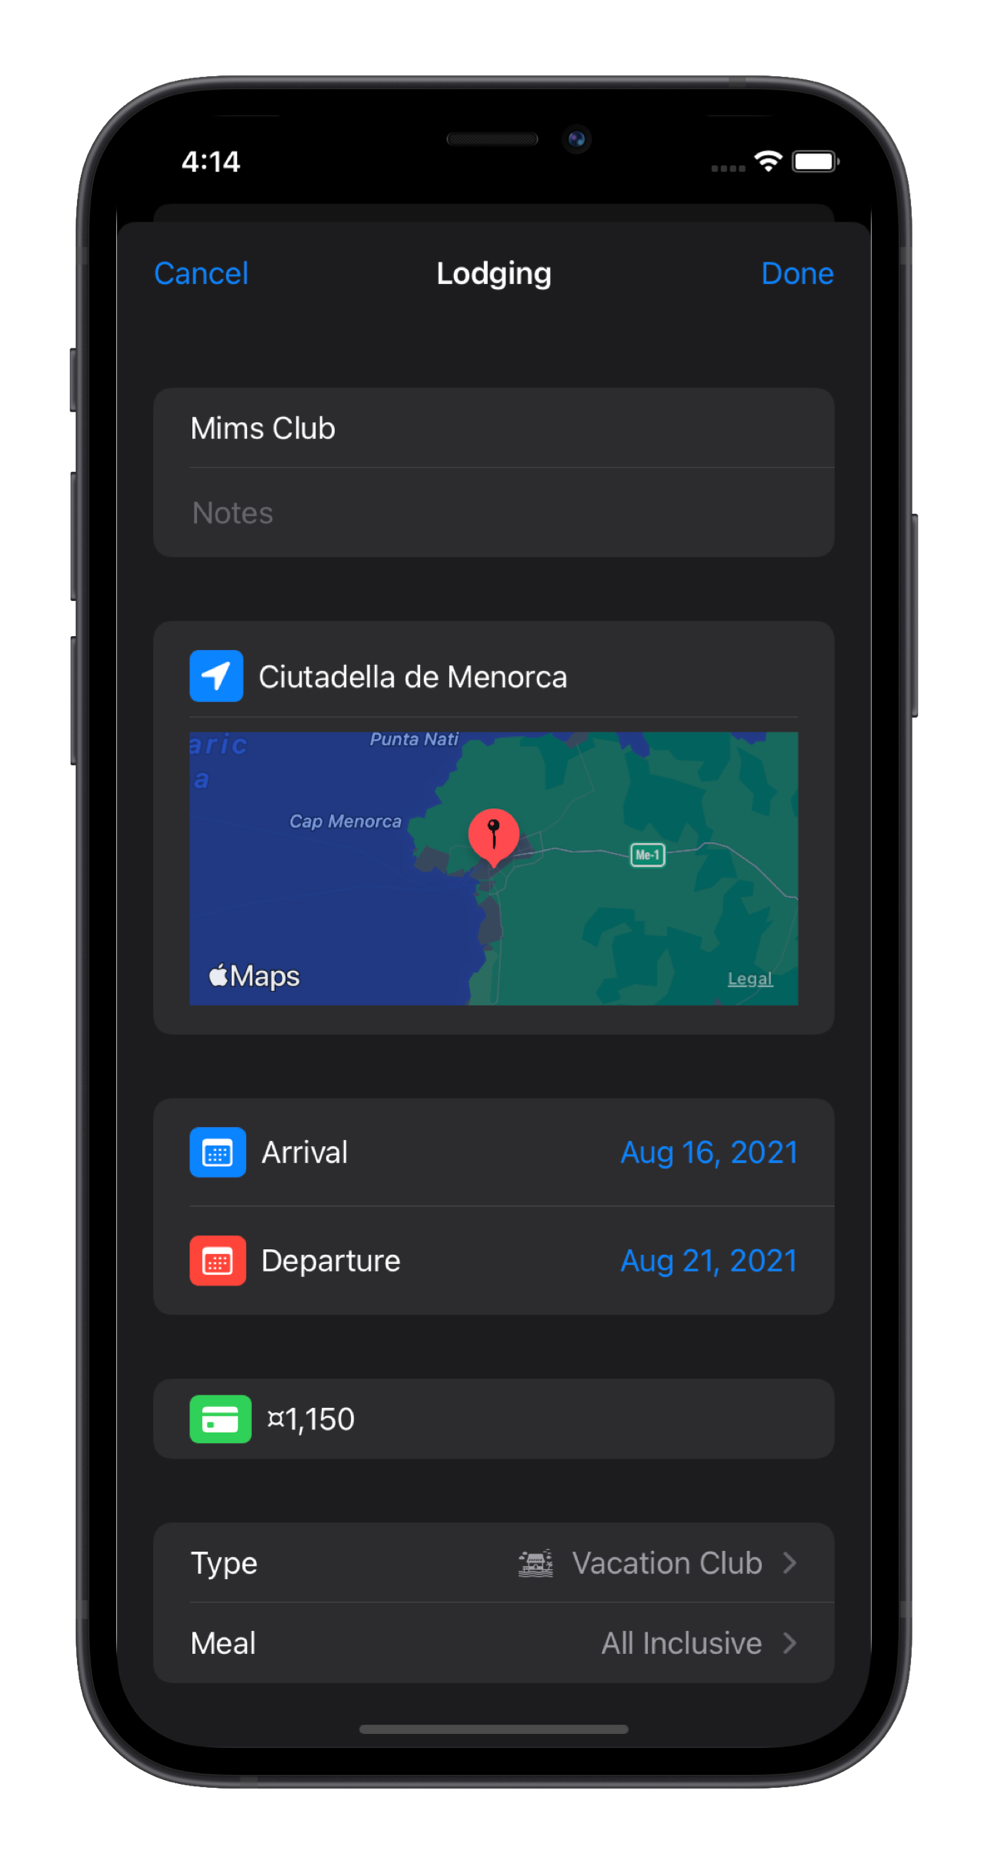 4:14
Cancel Lodging Done
Mims Club
Notes
Ciutadella de Menorca
aric
a
Punta Nati
Cap Menorca
Me-1
Maps
Legal
Arrival Aug 16, 2021
Departure Aug 21, 2021
¤1,150
Type Vacation Club
Meal All Inclusive